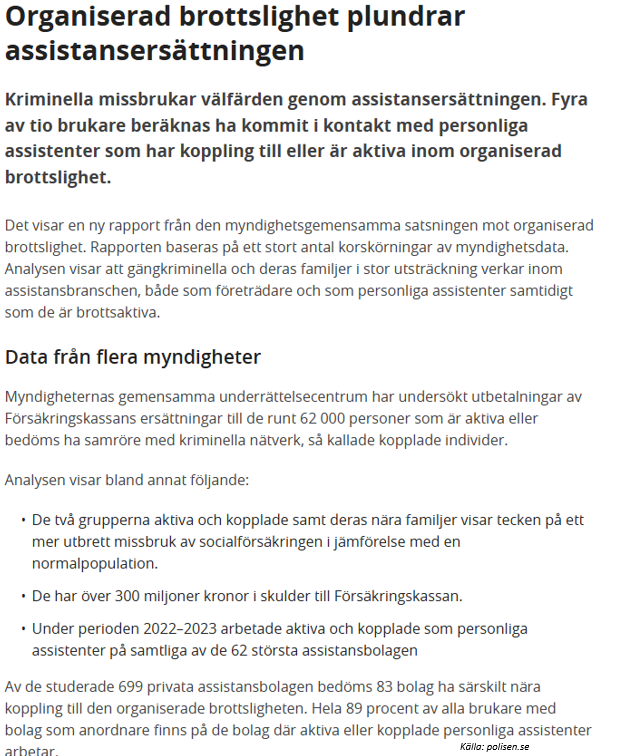 Organiserad brottslighet plundrar
assistansersättningen
Kriminella missbrukar välfärden genom assistansersättningen. Fyra
av tio brukare beräknas ha kommit i kontakt med personliga
assistenter som har koppling till eller är aktiva inom organiserad
brottslighet.
Det visar en ny rapport från den myndighetsgemensamma satsningen mot organiserad
brottslighet. Rapporten baseras på ett stort antal korskörningar av myndighetsdata.
Analysen visar att gängkriminella och deras familjer i stor utsträckning verkar inom
assistansbranschen, både som företrädare och som personliga assistenter samtidigt
som de är brottsaktiva.
Data från flera myndigheter
Myndigheternas gemensamma underrättelsecentrum har undersökt utbetalningar av
Försäkringskassans ersättningar till de runt 62 000 personer som är aktiva eller
bedöms ha samröre med kriminella nätverk, så kallade kopplade individer.
Analysen visar bland annat följande:
• De två grupperna aktiva och kopplade samt deras nära familjer visar tecken på ett
mer utbrett missbruk av socialförsäkringen i jämförelse med en
normalpopulation.
• De har över 300 miljoner kronor i skulder till Försäkringskassan.
• Under perioden 2022–2023 arbetade aktiva och kopplade som personliga
assistenter på samtliga av de 62 största assistansbolagen
Av de studerade 699 privata assistansbolagen bedöms 83 bolag ha särskilt nära
koppling till den organiserade brottsligheten. Hela 89 procent av alla brukare med
bolag som anordnare finns på de bolag där aktiva eller kopplade personliga assistenter
arbetar.
Källa: polisen.se